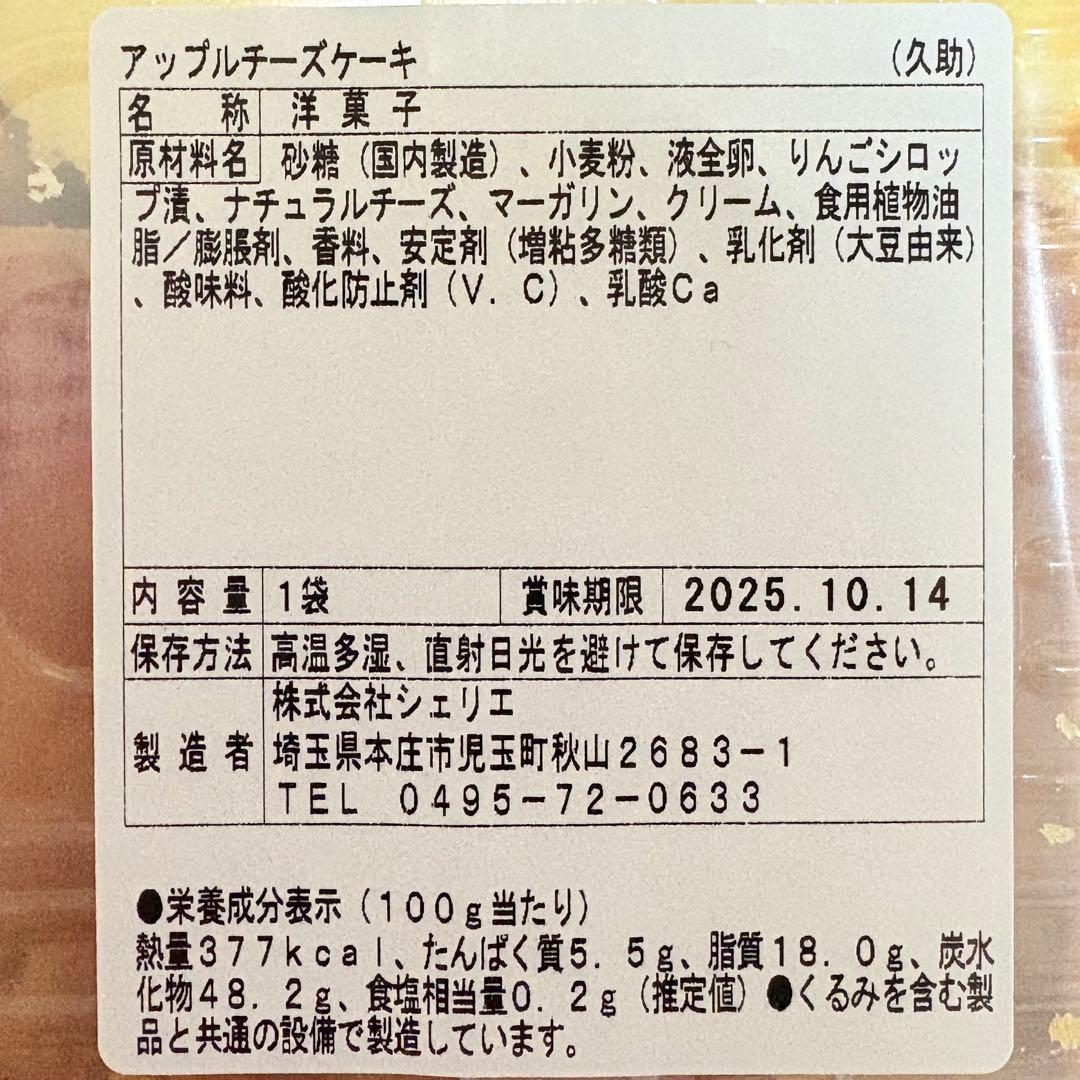 アップルチーズケーキ （久助）
名称 洋菓子
原材料名 砂糖（国内製造）、小麦粉、液全卵、りんごシロッ
プ漬、ナチュラルチーズ、マーガリン、クリーム、食用植物油
脂／膨脹剤、香料、安定剤（増粘多糖類）、乳化剤（大豆由来）
、酸味料、酸化防止剤（Ｖ．Ｃ）、乳酸Ｃａ
内容量 １袋 賞味期限 2025.10.14
保存方法 高温多湿、直射日光を避けて保存してください。
株式会社シェリエ
製造者 埼玉県本庄市児玉町秋山２６８３－１
ＴＥＬ ０４９５－７２－０６３３
●栄養成分表示（１００ｇ当たり）
熱量３７７ｋｃａｌ、たんぱく質５．５ｇ、脂質１８．０ｇ、炭水
化物４８．２ｇ、食塩相当量０．２ｇ（推定値）●くるみを含む製
品と共通の設備で製造しています。